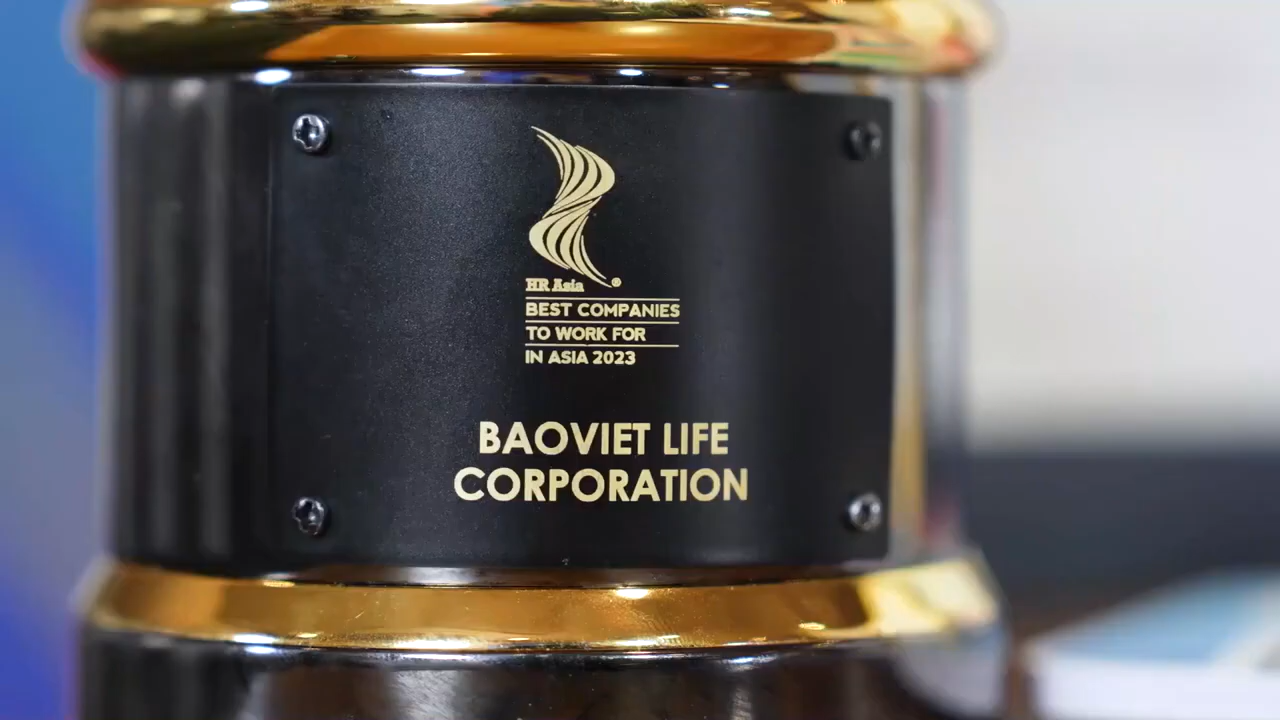 HR Asia ®
BEST COMPANIES
TO WORK FOR
IN ASIA 2023
BAOVIET LIFE
CORPORATION